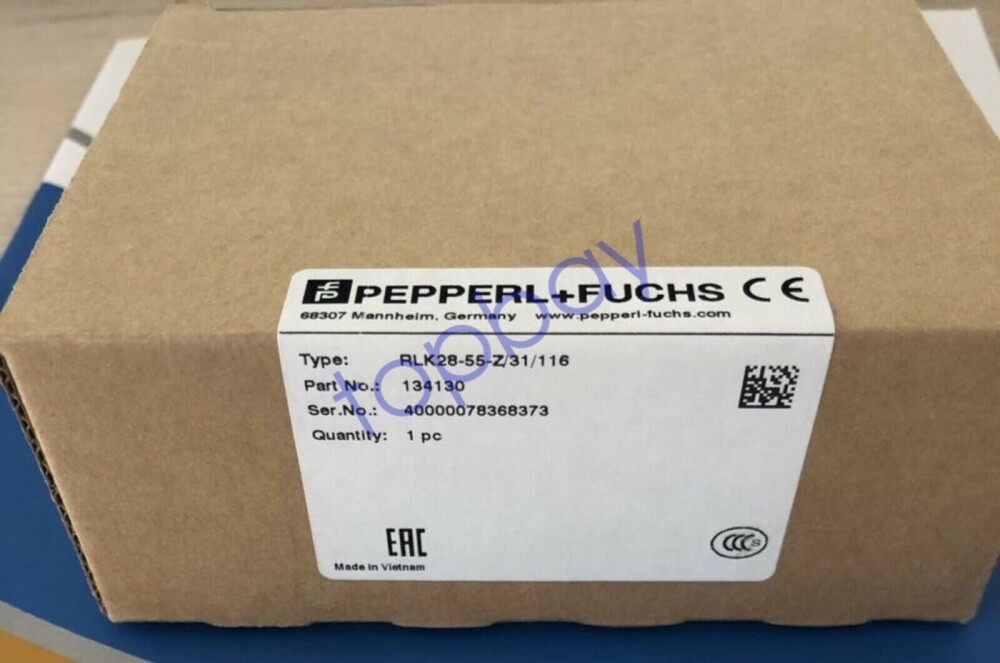 PEPPERL+FUCHS CE
68307 Mannheim, Germany www.pepperl-fuchs.com
Type: RLK28-55-Z/31/116
Part No.: 134130
Ser.No.: 40000078368373
Quantity: 1 pc
EAC
CCC S
Made in Vietnam
topbay